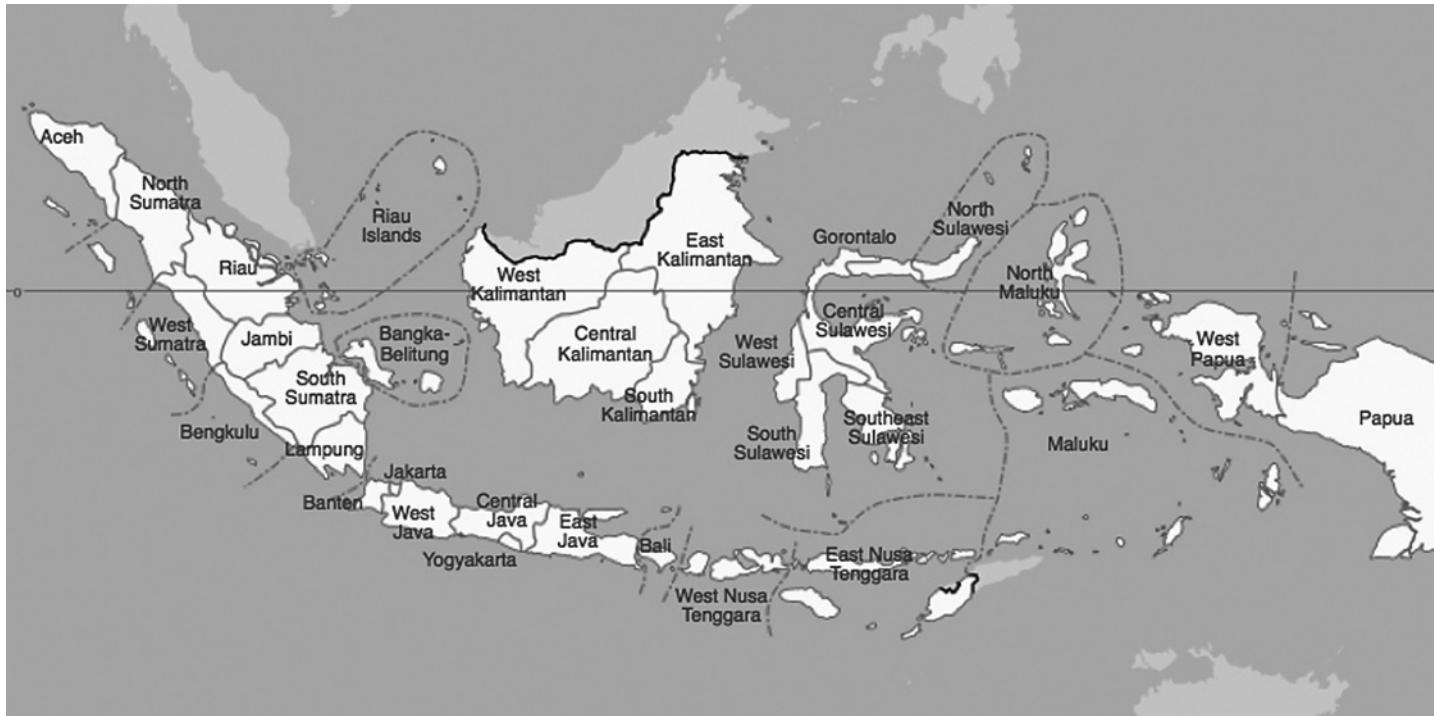 Aceh
North
Sumatra
Riau
Islands
Riau
0
West
Sumatra
Jambi
Bangka-
Belitung
South
Sumatra
Bengkulu
Lampung
West
Kalimantan
East
Kalimantan
Central
Kalimantan
South
Kalimantan
Gorontalo
North
Sulawesi
Central
Sulawesi
West
Sulawesi
South
Sulawesi
Southeast
Sulawesi
North
Maluku
Maluku
West
Papua
Papua
Banten
Jakarta
West
Java
Central
Java
Yogyakarta
East
Java
Bali
West Nusa
Tenggara
East Nusa
Tenggara